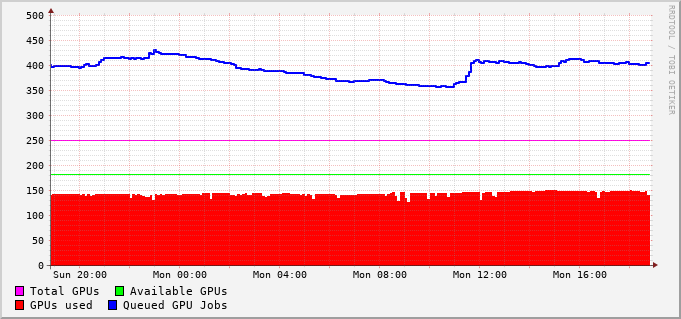 500
450
400
350
300
250
200
150
100
50
0
Sun 20:00 Mon 00:00 Mon 04:00 Mon 08:00 Mon 12:00 Mon 16:00
Total GPUs Available GPUs
GPUs used Queued GPU Jobs
RRDTOOL / TOBI OETIKER